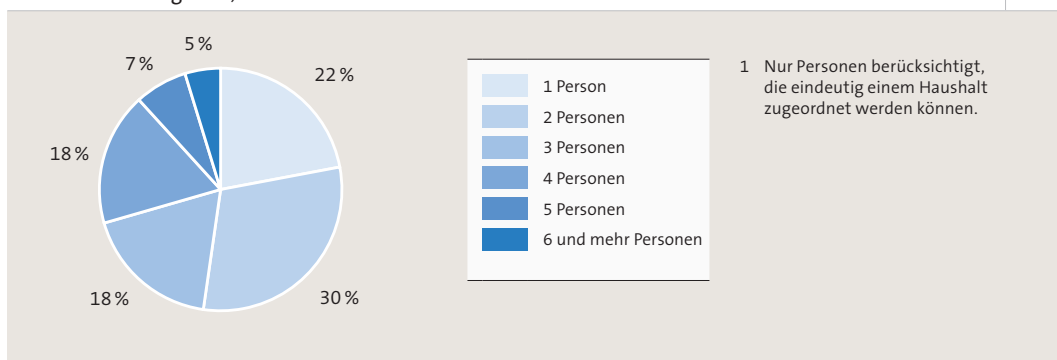 5 %
7 %
22 %
18 %
18 %
30 %
1 Person
2 Personen
3 Personen
4 Personen
5 Personen
6 und mehr Personen
1 Nur Personen berücksichtigt,
die eindeutig einem Haushalt
zugeordnet werden können.